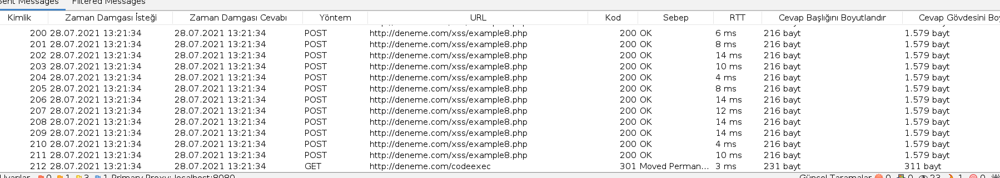 Sent Messages Filtered Messages
Kimlik Zaman Damgası İsteği Zaman Damgası Cevabı Yöntem URL Kod Sebep RTT Cevap Başlığını Boyutlandır Cevap Gövdesini Boy
200 28.07.2021 13:21:34 28.07.2021 13:21:34 POST http://deneme.com/xss/example8.php 200 OK 6 ms 216 bayt 1.579 bayt
201 28.07.2021 13:21:34 28.07.2021 13:21:34 POST http://deneme.com/xss/example8.php 200 OK 8 ms 216 bayt 1.579 bayt
202 28.07.2021 13:21:34 28.07.2021 13:21:34 POST http://deneme.com/xss/example8.php 200 OK 14 ms 216 bayt 1.579 bayt
203 28.07.2021 13:21:34 28.07.2021 13:21:34 POST http://deneme.com/xss/example8.php 200 OK 10 ms 216 bayt 1.579 bayt
204 28.07.2021 13:21:34 28.07.2021 13:21:34 POST http://deneme.com/xss/example8.php 200 OK 4 ms 216 bayt 1.579 bayt
205 28.07.2021 13:21:34 28.07.2021 13:21:34 POST http://deneme.com/xss/example8.php 200 OK 8 ms 216 bayt 1.579 bayt
206 28.07.2021 13:21:34 28.07.2021 13:21:34 POST http://deneme.com/xss/example8.php 200 OK 14 ms 216 bayt 1.579 bayt
207 28.07.2021 13:21:34 28.07.2021 13:21:34 POST http://deneme.com/xss/example8.php 200 OK 12 ms 216 bayt 1.579 bayt
208 28.07.2021 13:21:34 28.07.2021 13:21:34 POST http://deneme.com/xss/example8.php 200 OK 14 ms 216 bayt 1.579 bayt
209 28.07.2021 13:21:34 28.07.2021 13:21:34 POST http://deneme.com/xss/example8.php 200 OK 14 ms 216 bayt 1.579 bayt
210 28.07.2021 13:21:34 28.07.2021 13:21:34 POST http://deneme.com/xss/example8.php 200 OK 4 ms 216 bayt 1.579 bayt
211 28.07.2021 13:21:34 28.07.2021 13:21:34 POST http://deneme.com/xss/example8.php 200 OK 10 ms 216 bayt 1.579 bayt
212 28.07.2021 13:21:34 28.07.2021 13:21:34 GET http://deneme.com/codeexec 301 Moved Perman... 3 ms 231 bayt 311 bayt
Uyarılar 0 1 3 1 Primary Proxy: localhost:8080 Güncel Taramalar 0 0 23 1 0